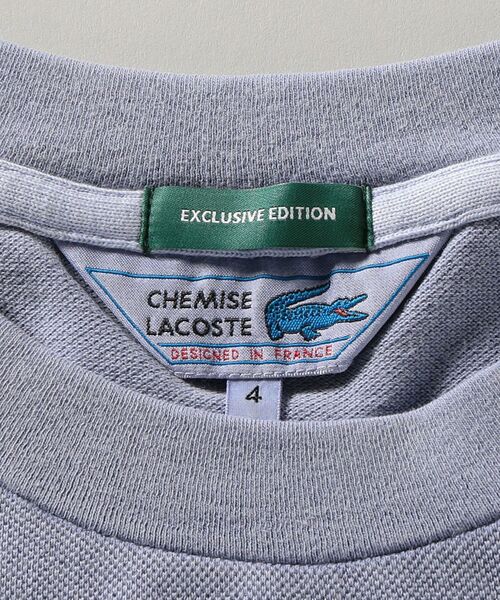 EXCLUSIVE EDITION
CHEMISE
LACOSTE
DESIGNED IN FRANCE
4